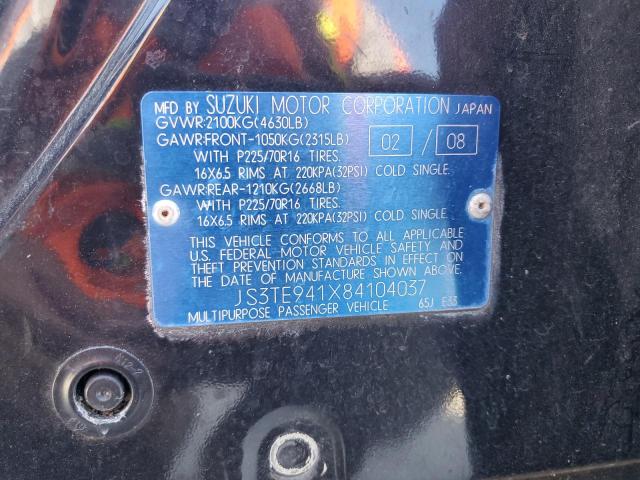 MFD BY SUZUKI MOTOR CORPORATION JAPAN
GVWR:2100KG(4630LB)
GAWR:FRONT-1050KG(2315LB) 02 / 08
WITH P225/70R16 TIRES.
16X6.5 RIMS AT 220KPA(32PSI) COLD SINGLE.
GAWR:REAR-1210KG(2668LB)
WITH P225/70R16 TIRES.
16X6.5 RIMS AT 220KPA(32PSI) COLD SINGLE.
THIS VEHICLE CONFORMS TO ALL APPLICABLE
U.S. FEDERAL MOTOR VEHICLE SAFETY AND
THEFT PREVENTION STANDARDS IN EFFECT ON
THE DATE OF MANUFACTURE SHOWN ABOVE.
JS3TE941X84104037
MULTIPURPOSE PASSENGER VEHICLE 65J E33